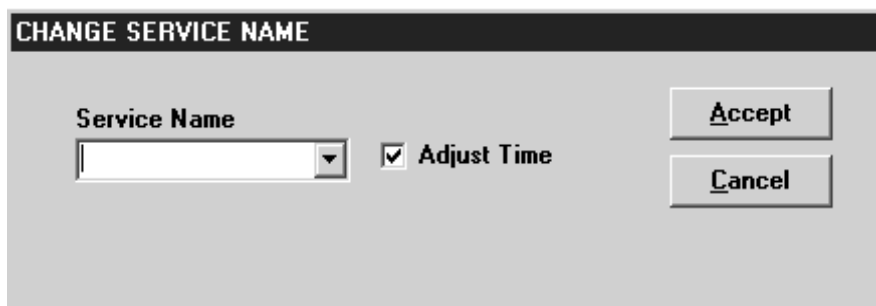 CHANGE SERVICE NAME
Service Name
Adjust Time
Accept
Cancel